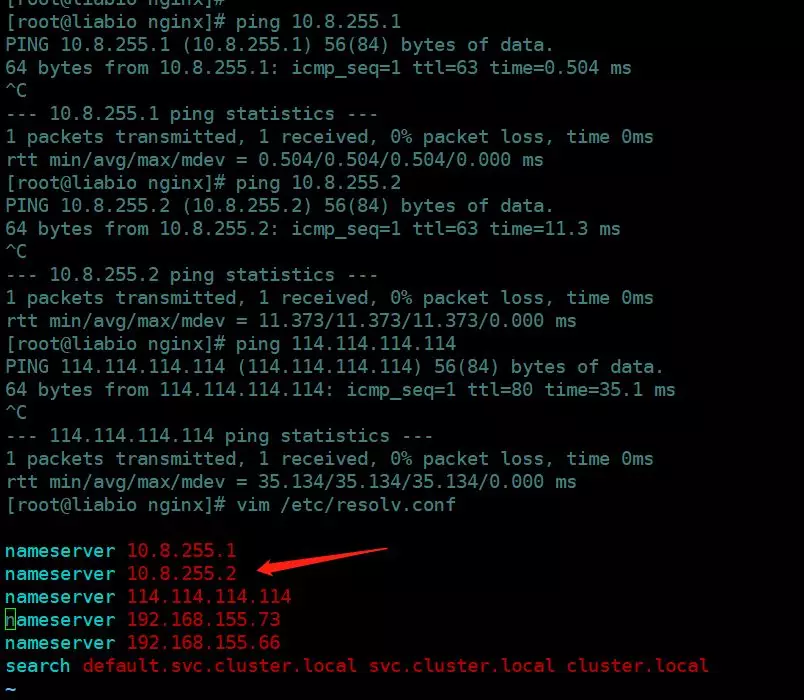 [root@liabio nginx]#
[root@liabio nginx]# ping 10.8.255.1
PING 10.8.255.1 (10.8.255.1) 56(84) bytes of data.
64 bytes from 10.8.255.1: icmp_seq=1 ttl=63 time=0.504 ms
^C
--- 10.8.255.1 ping statistics ---
1 packets transmitted, 1 received, 0% packet loss, time 0ms
rtt min/avg/max/mdev = 0.504/0.504/0.504/0.000 ms
[root@liabio nginx]# ping 10.8.255.2
PING 10.8.255.2 (10.8.255.2) 56(84) bytes of data.
64 bytes from 10.8.255.2: icmp_seq=1 ttl=63 time=11.3 ms
^C
--- 10.8.255.2 ping statistics ---
1 packets transmitted, 1 received, 0% packet loss, time 0ms
rtt min/avg/max/mdev = 11.373/11.373/11.373/0.000 ms
[root@liabio nginx]# ping 114.114.114.114
PING 114.114.114.114 (114.114.114.114) 56(84) bytes of data.
64 bytes from 114.114.114.114: icmp_seq=1 ttl=80 time=35.1 ms
^C
--- 114.114.114.114 ping statistics ---
1 packets transmitted, 1 received, 0% packet loss, time 0ms
rtt min/avg/max/mdev = 35.134/35.134/35.134/0.000 ms
[root@liabio nginx]# vim /etc/resolv.conf
nameserver 10.8.255.1
nameserver 10.8.255.2
nameserver 114.114.114.114
nameserver 192.168.155.73
nameserver 192.168.155.66
search default.svc.cluster.local svc.cluster.local cluster.local
~